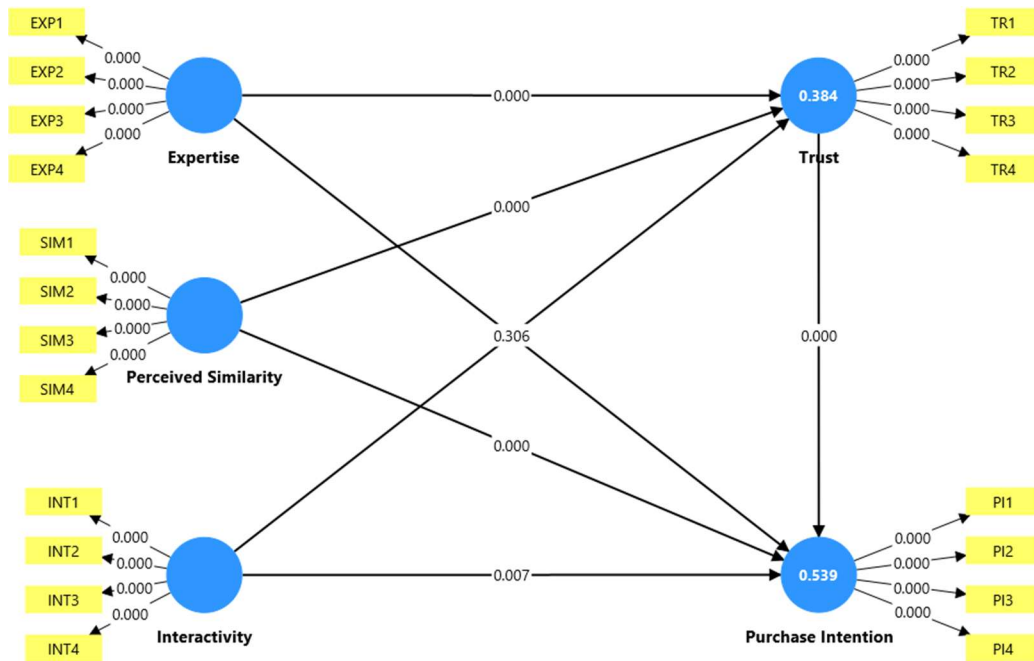 EXP1
0.000
EXP2
0.000
EXP3
0.000
EXP4
0.000
Expertise
0.000
0.384
Trust
TR1
0.000
TR2
0.000
TR3
0.000
TR4
0.000
0.000
SIM1
0.000
SIM2
0.000
SIM3
0.000
SIM4
0.000
Perceived Similarity
0.306
0.000
0.000
INT1
0.000
INT2
0.000
INT3
0.000
INT4
0.000
Interactivity
0.007
0.539
Purchase Intention
PI1
0.000
PI2
0.000
PI3
0.000
PI4
0.000